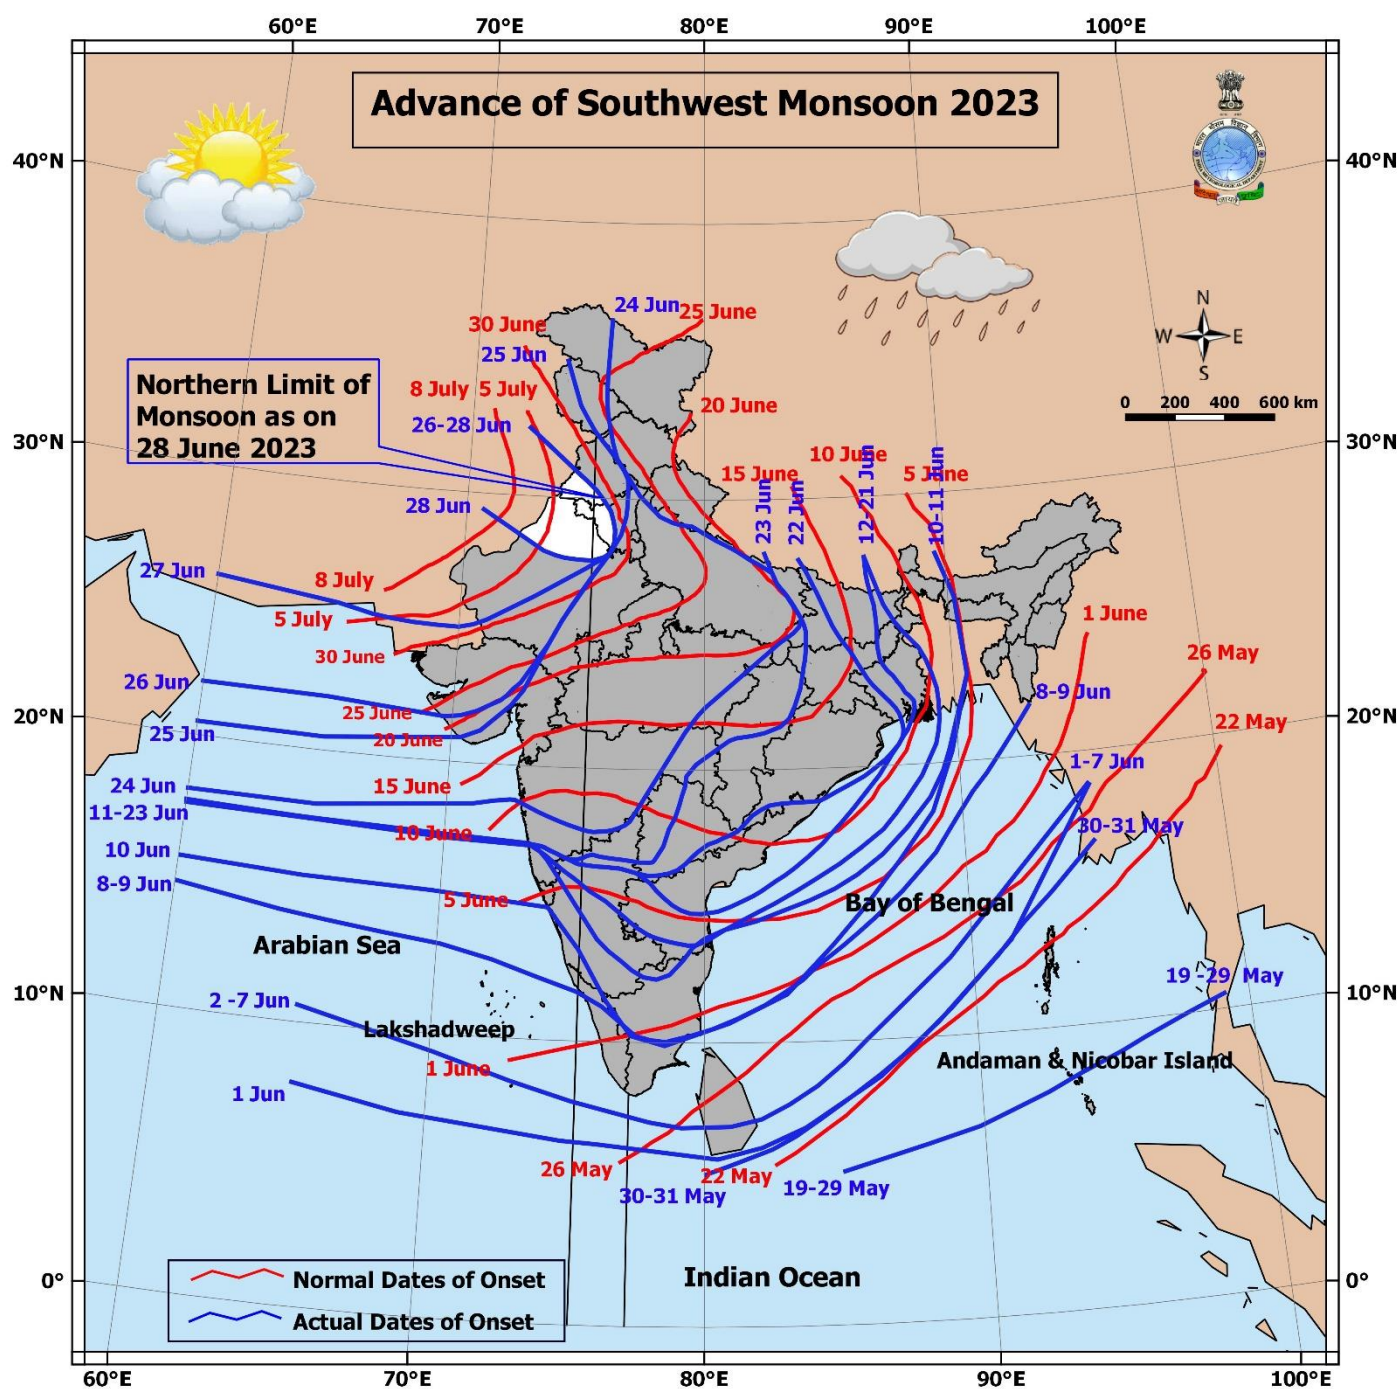 60°E
70°E
80°E
90°E
100°E
Advance of Southwest Monsoon 2023
40°N
40°N
N
W
E
S
24 Jun
25 June
30 June
25 Jun
Northern Limit of
Monsoon as on
28 June 2023
8 July
5 July
26-28 Jun
20 June
0
200
400
600 km
30°N
30°N
15 June
10 June
5 June
23 Jun
22 Jun
12-21 Jun
10-11 Jun
28 Jun
27 Jun
8 July
5 July
30 June
1 June
26 May
26 Jun
8-9 Jun
25 June
20°N
20°N
22 May
25 Jun
20 June
1-7 Jun
24 Jun
15 June
11-23 Jun
10 June
30-31 May
10 Jun
8-9 Jun
5 June
Bay of Bengal
Arabian Sea
19 -29 May
10°N
10°N
2 -7 Jun
Lakshadweep
1 June
Andaman & Nicobar Island
1 Jun
26 May
22 May
19-29 May
30-31 May
0°
0°
Normal Dates of Onset
Indian Ocean
Actual Dates of Onset
60°E
70°E
80°E
90°E
100°E